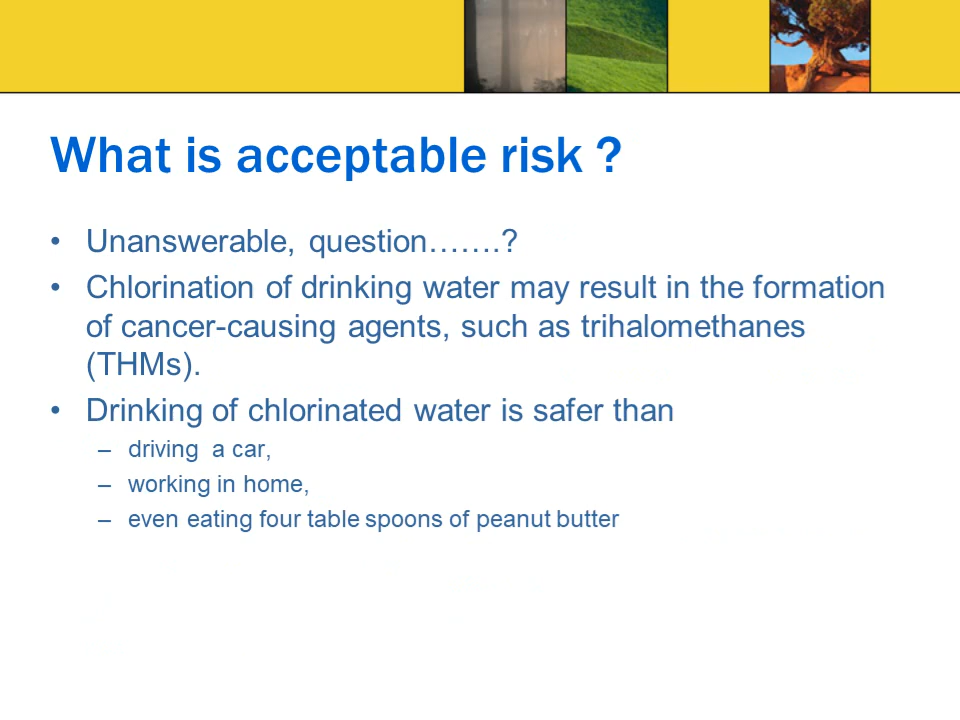 What is acceptable risk ?
• Unanswerable, question…….?
• Chlorination of drinking water may result in the formation
of cancer-causing agents, such as trihalomethanes
(THMs).
• Drinking of chlorinated water is safer than
– driving  a car,
– working in home,
– even eating four table spoons of peanut butter